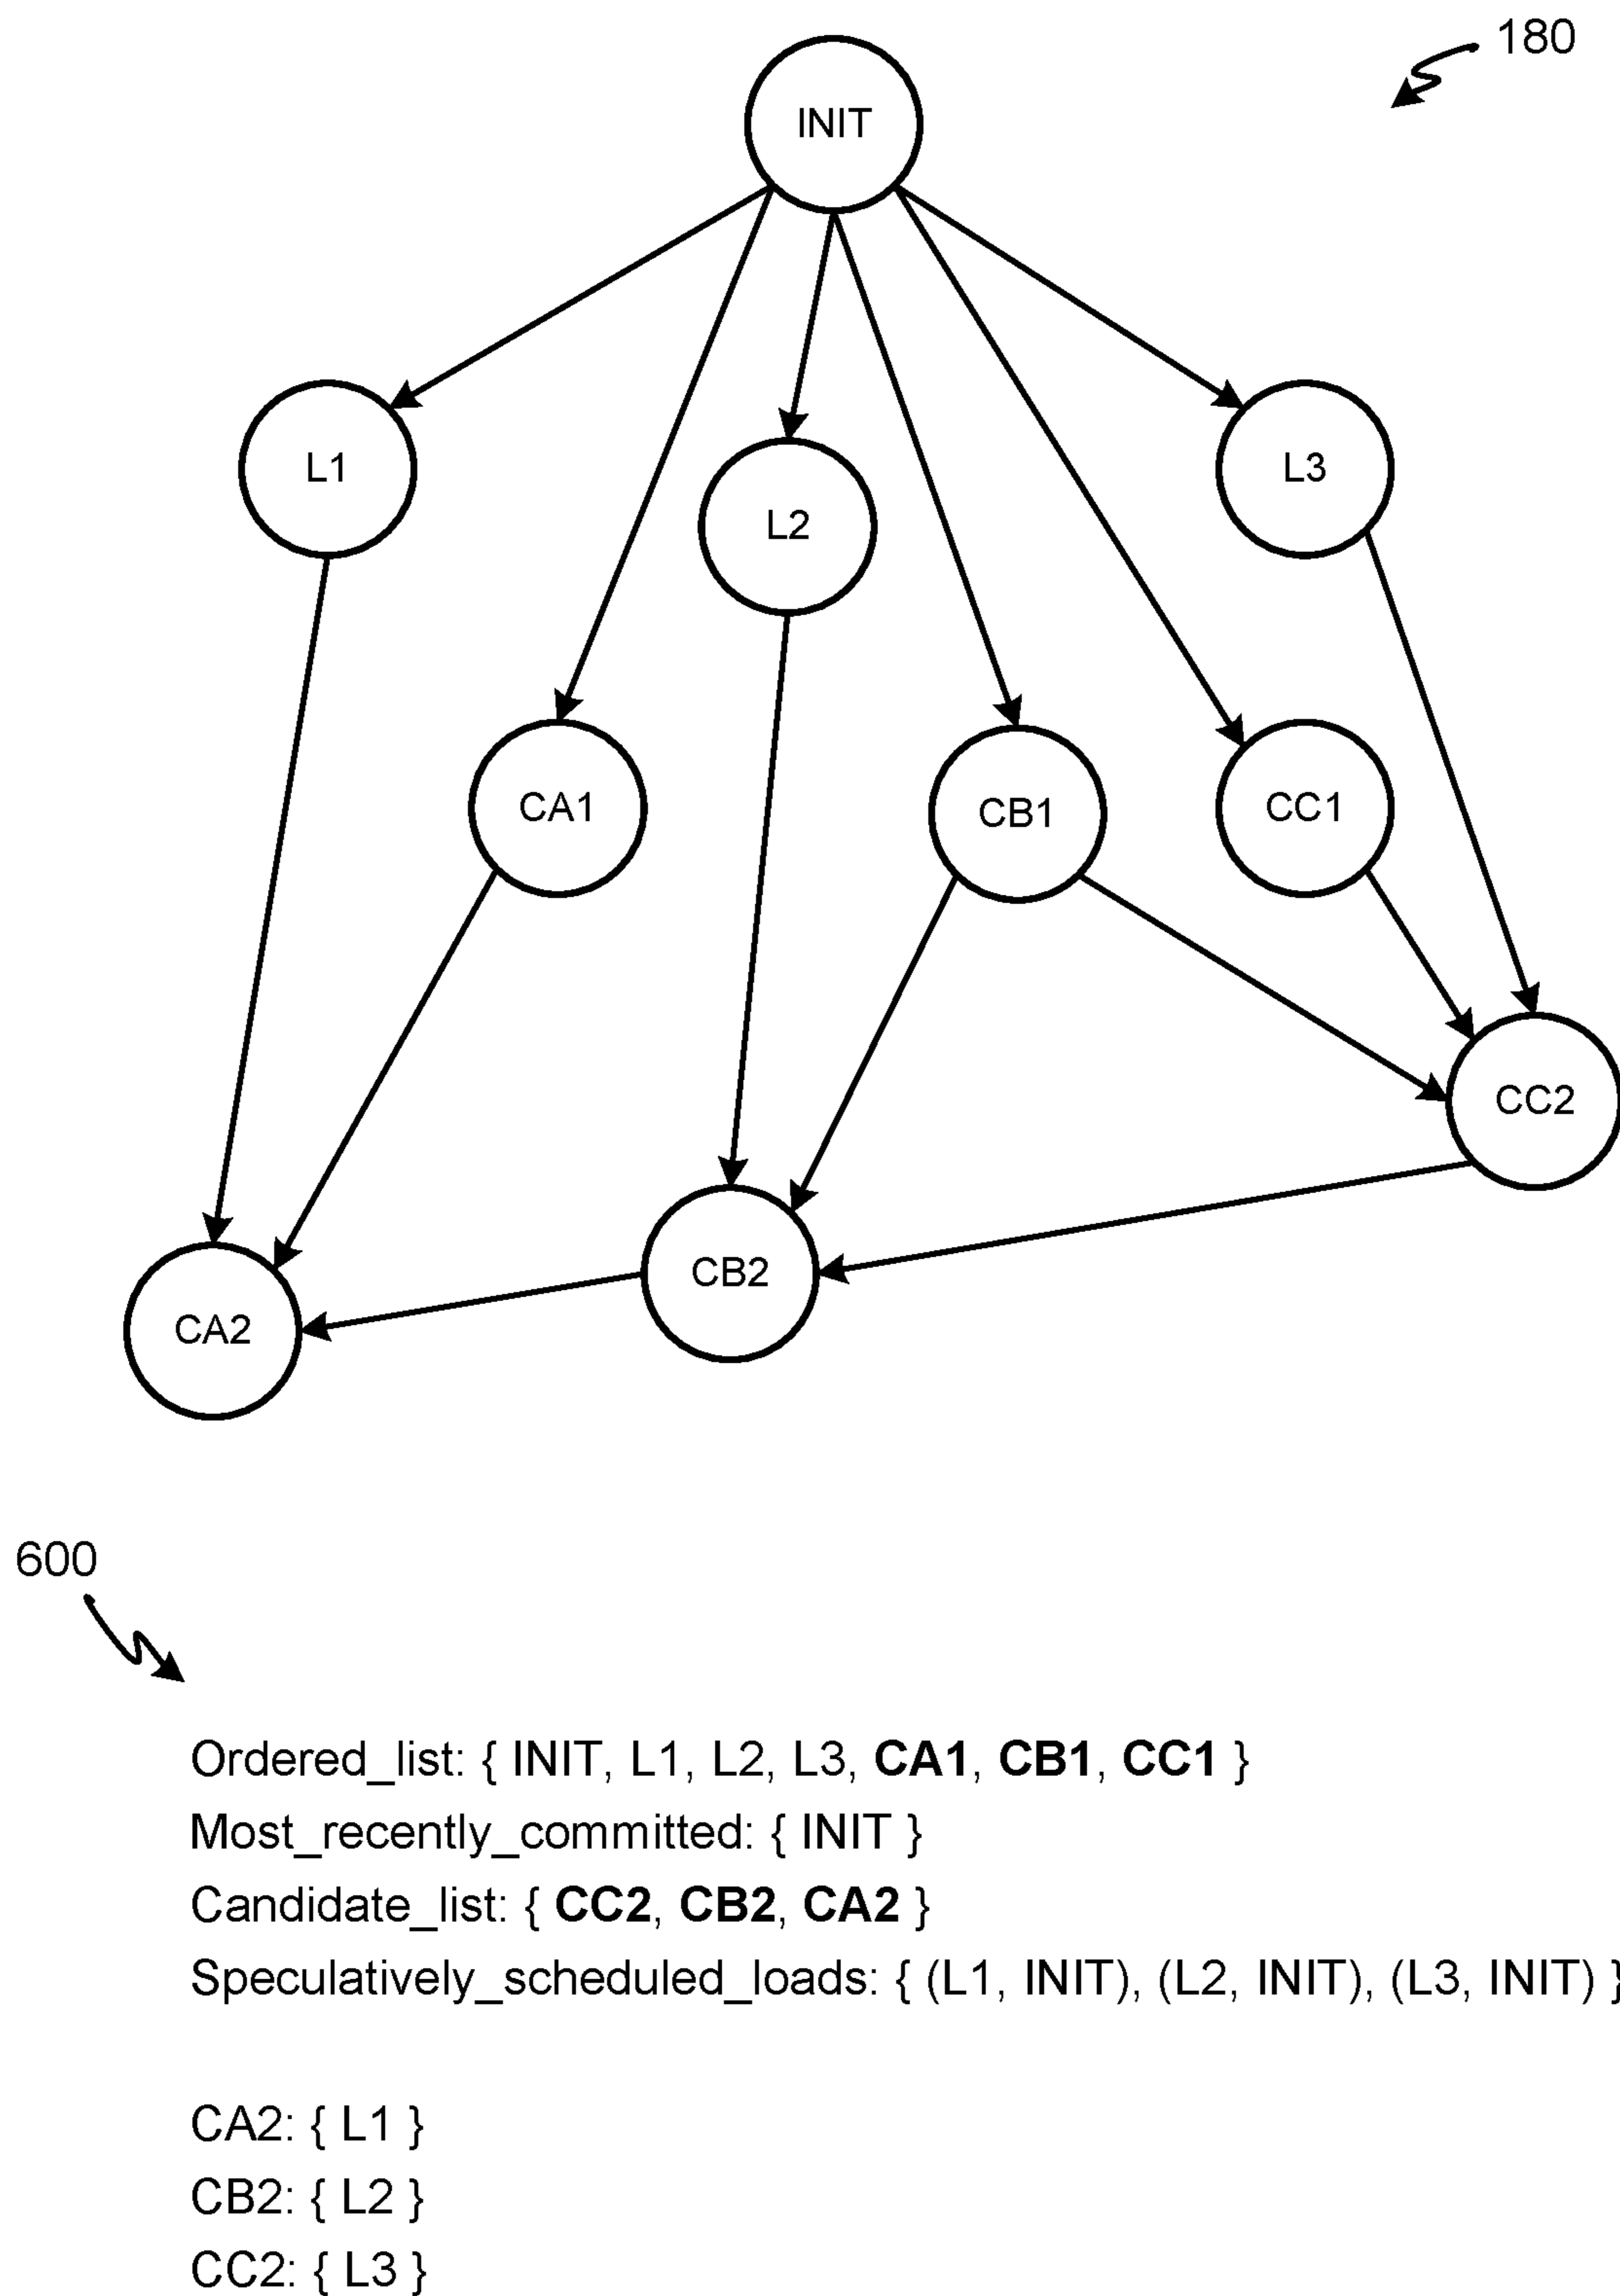 180
INIT
L1
L2
L3
CA1
CB1
CC1
CC2
CB2
CA2
600
Ordered_list: { INIT, L1, L2, L3, CA1, CB1, CC1 }
Most_recently_committed: { INIT }
Candidate_list: { CC2, CB2, CA2 }
Speculatively_scheduled_loads: { (L1, INIT), (L2, INIT), (L3, INIT) }
CA2: { L1 }
CB2: { L2 }
CC2: { L3 }